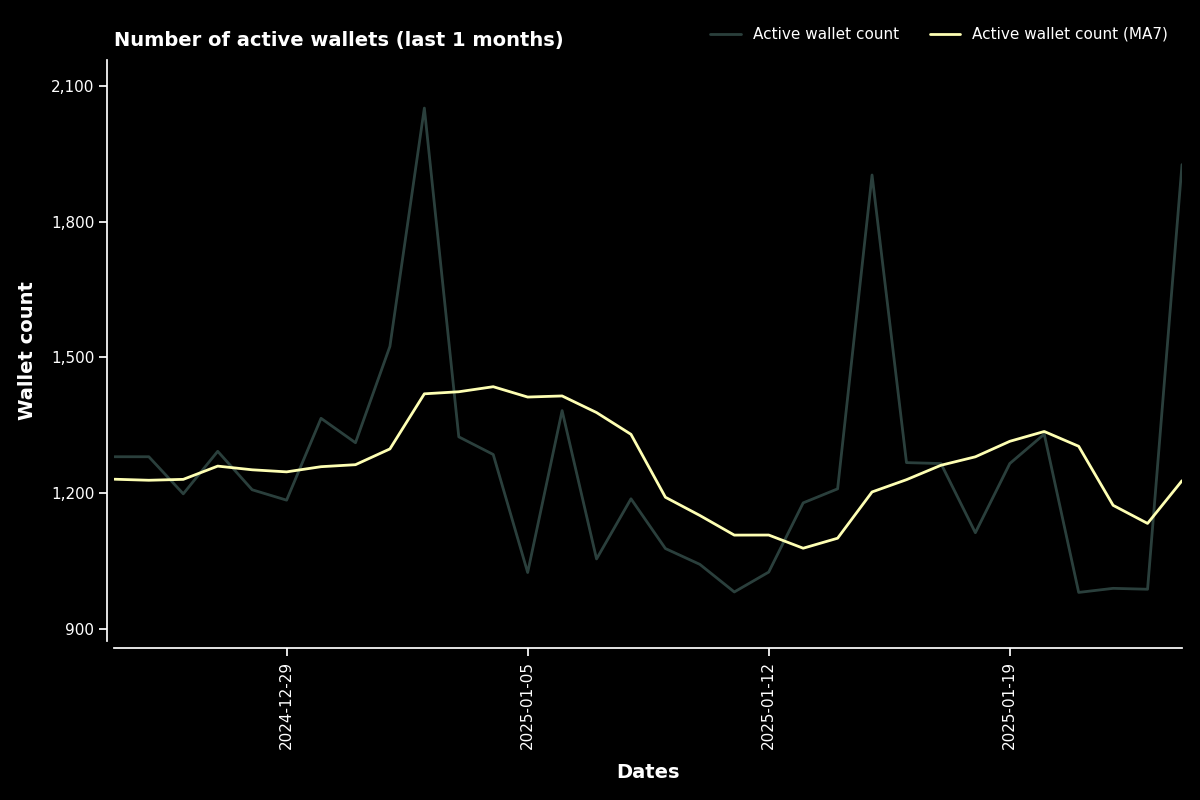 Number of active wallets (last 1 months)
Active wallet count
Active wallet count (MA7)
2,100
1,800
1,500
1,200
900
Wallet count
2024-12-29
2025-01-05
2025-01-12
2025-01-19
Dates